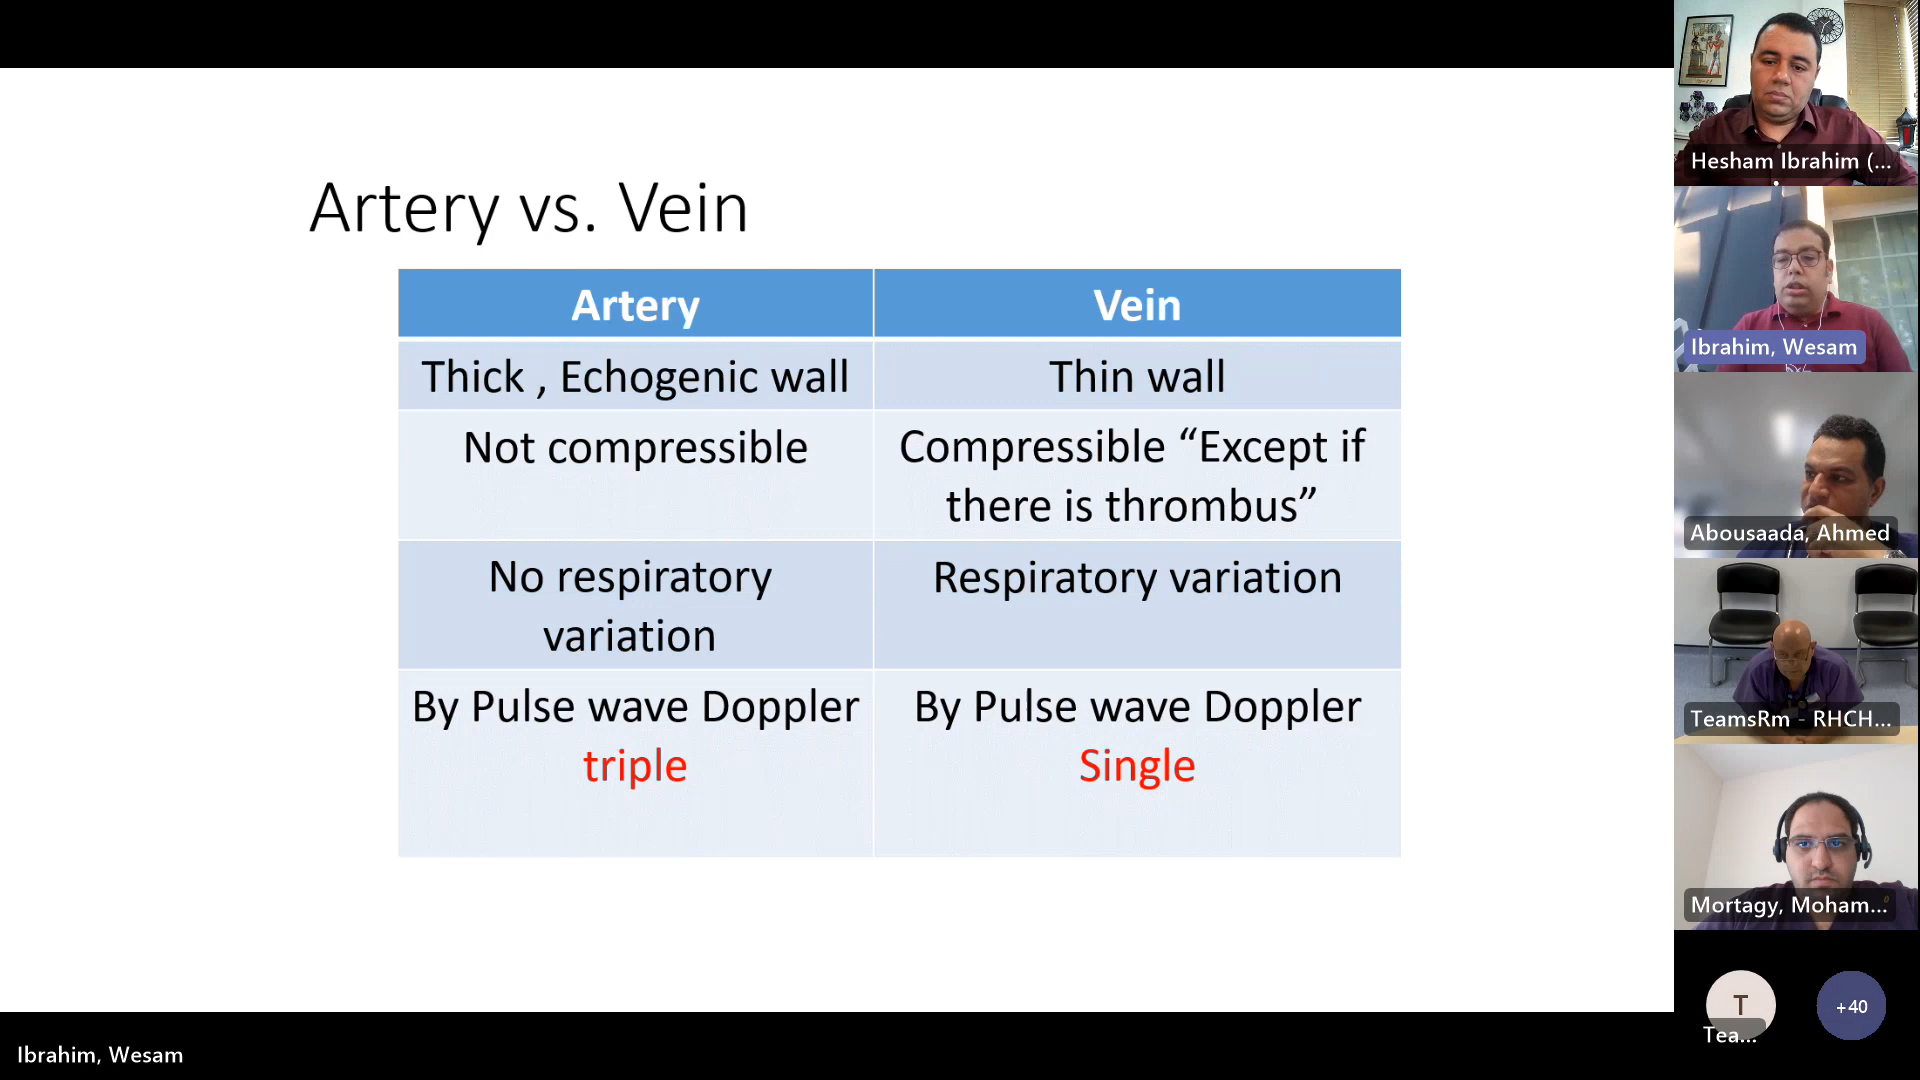 Artery vs. Vein
Artery
Vein
Thick , Echogenic wall
Thin wall
Not compressible
Compressible “Except if
there is thrombus”
No respiratory
variation
Respiratory variation
By Pulse wave Doppler
triple
By Pulse wave Doppler
Single
Hesham Ibrahim (...
Ibrahim, Wesam
Abousaada, Ahmed
TeamsRm - RHCH...
Mortagy, Moham...
T
Tea...
+40
Ibrahim, Wesam